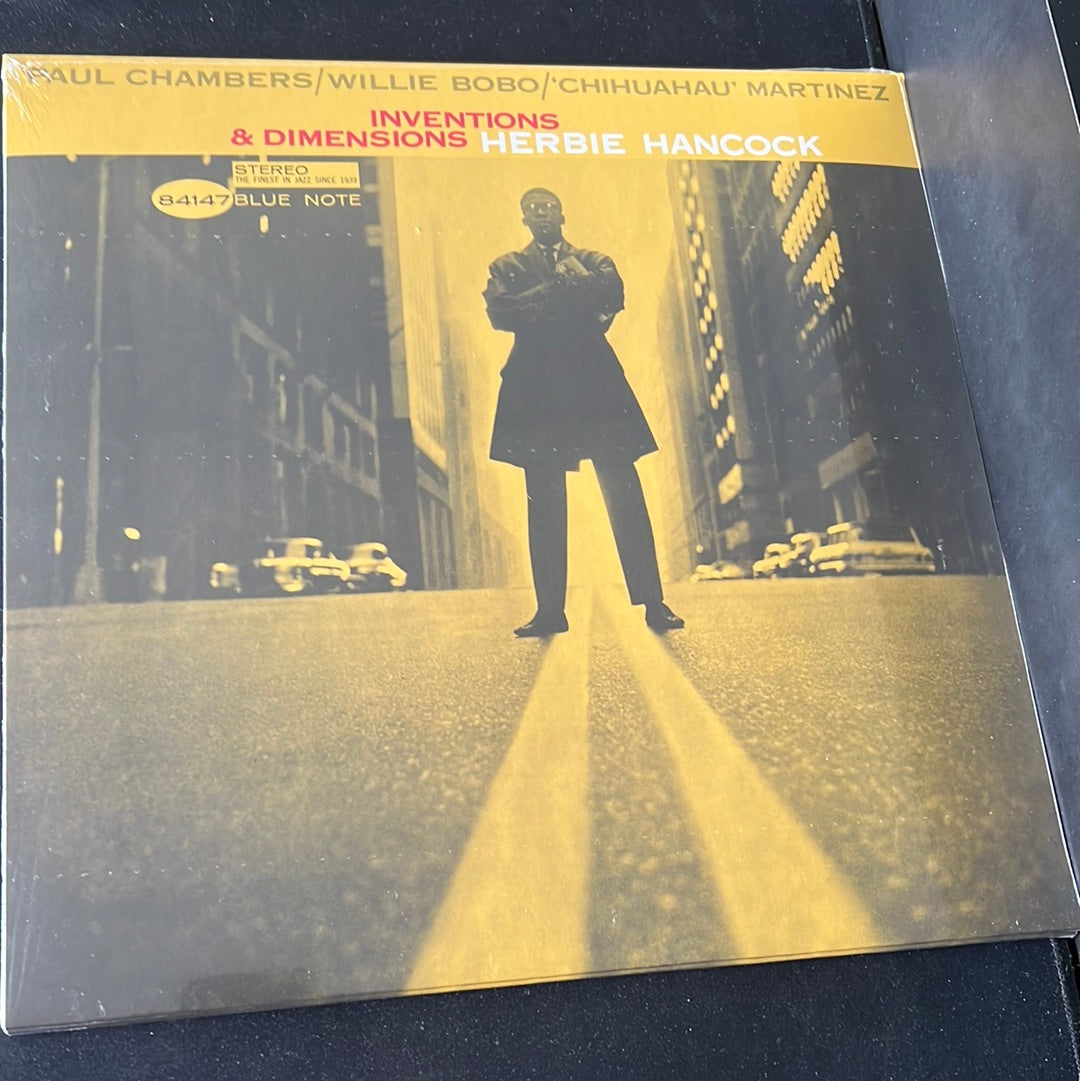 PAUL CHAMBERS/WILLIE BOBO/'CHIHUAHAU' MARTINEZ
INVENTIONS
& DIMENSIONS HERBIE HANCOCK
STEREO
THE FINEST IN JAZZ SINCE 1939
84147 BLUE NOTE